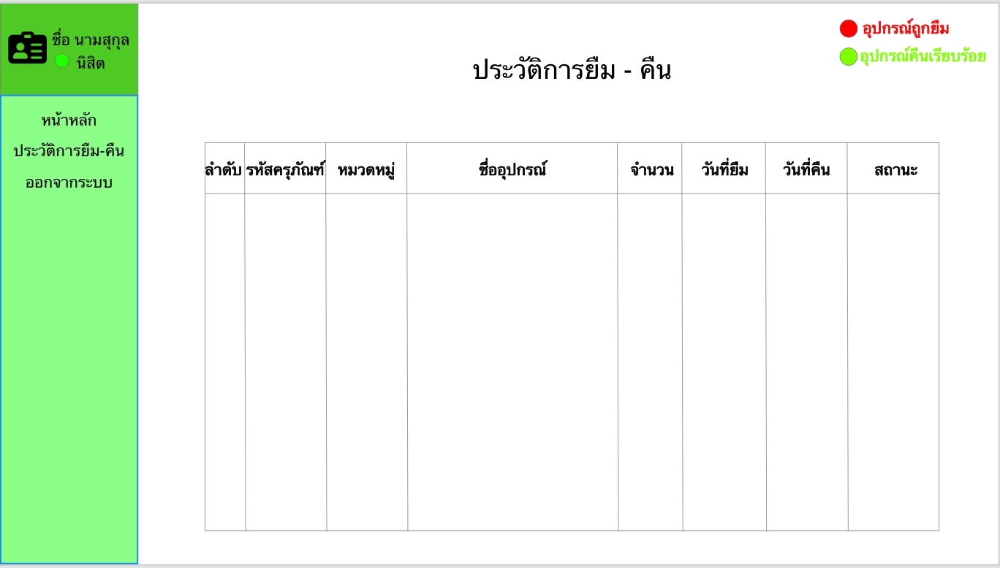 ชื่อ นามสุกุล
นิสิต
หน้าหลัก
ประวัติการยืม-คืน
ออกจากระบบ
อุปกรณ์ถูกยืม
อุปกรณ์คืนเรียบร้อย
ประวัติการยืม - คืน
ลำดับ รหัสครุภัณฑ์ หมวดหมู่ ชื่ออุปกรณ์ จำนวน วันที่ยืม วันที่คืน สถานะ